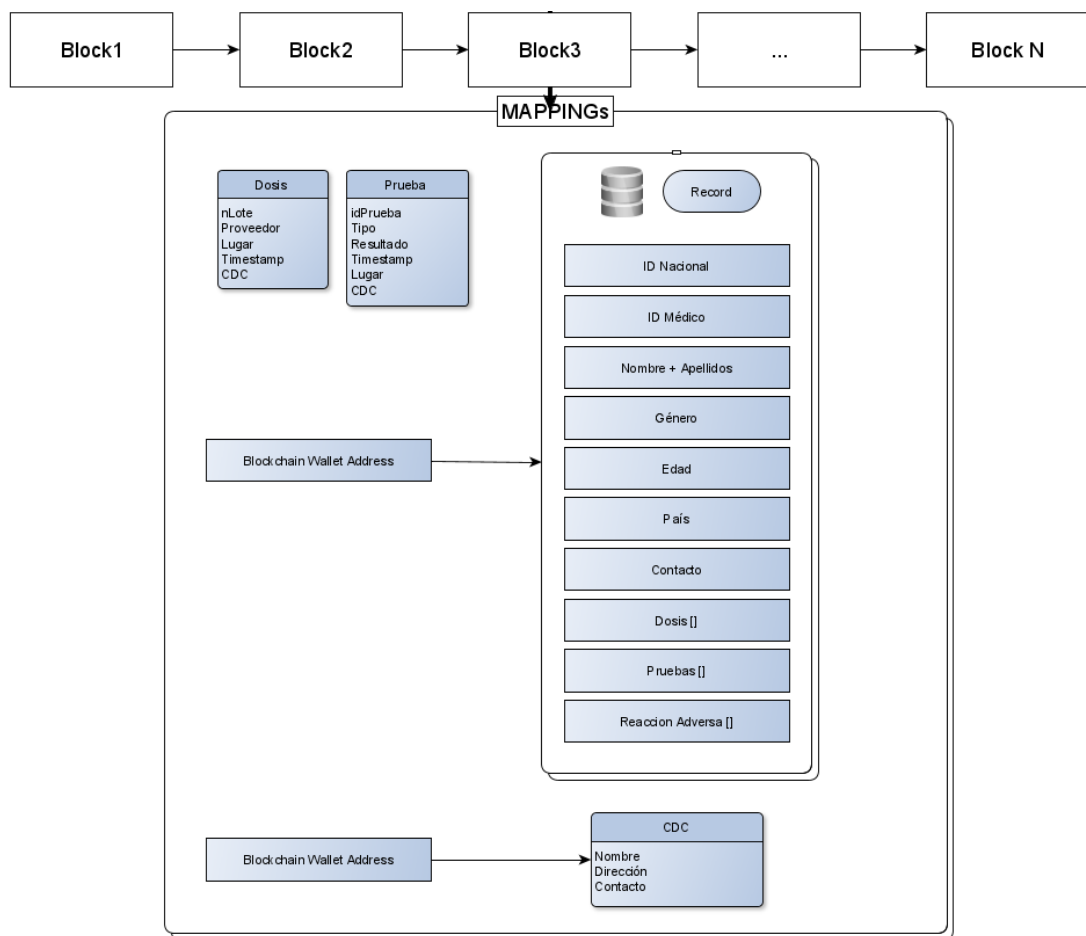 Block1
Block2
Block3
...
Block N
MAPPINGs
Dosis
nLote
Proveedor
Lugar
Timestamp
CDC
Prueba
idPrueba
Tipo
Resultado
Timestamp
Lugar
CDC
Record
ID Nacional
ID Médico
Nombre + Apellidos
Género
Edad
País
Contacto
Dosis []
Pruebas []
Reaccion Adversa []
Blockchain Wallet Address
Blockchain Wallet Address
CDC
Nombre
Dirección
Contacto